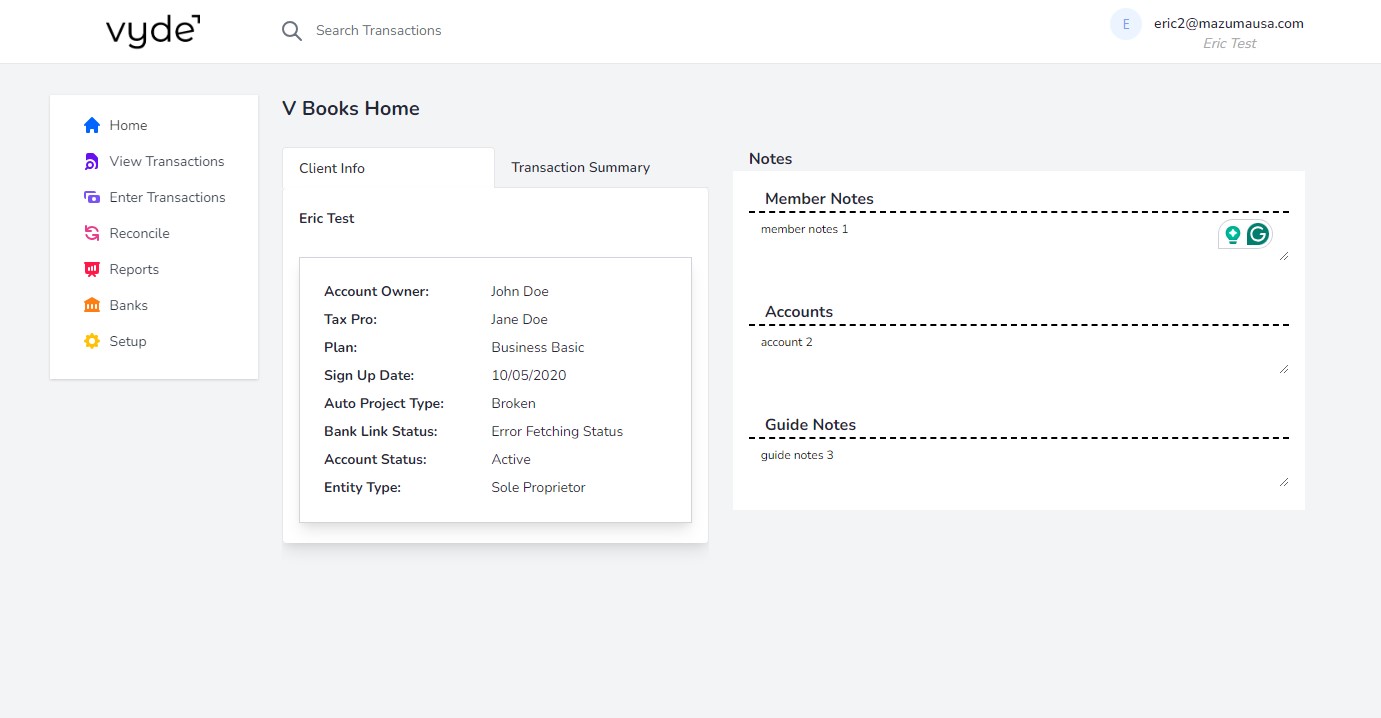 vyde
Search Transactions
E
eric2@mazumausa.com
Eric Test
Home
View Transactions
Enter Transactions
Reconcile
Reports
Banks
Setup
V Books Home
Client Info
Transaction Summary
Eric Test
Account Owner: John Doe
Tax Pro: Jane Doe
Plan: Business Basic
Sign Up Date: 10/05/2020
Auto Project Type: Broken
Bank Link Status: Error Fetching Status
Account Status: Active
Entity Type: Sole Proprietor
Notes
Member Notes
member notes 1
Accounts
account 2
Guide Notes
guide notes 3